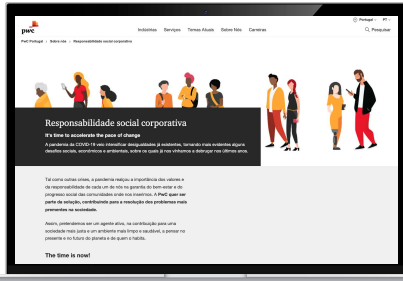 Portugal PT
pwc
Indústrias Serviços Temas Atuais Sobre Nós Carreiras
Pesquisar
PwC Portugal Sobre nós Responsabilidade social corporativa
Responsabilidade social corporativa
It's time to accelerate the pace of change
A pandemia da COVID-19 veio intensificar desigualdades já existentes, tornando mais evidentes alguns
desafios sociais, económicos e ambientais, sobre os quais já nos vínhamos a debruçar nos últimos anos.
Tal como outras crises, a pandemia realçou a importância dos valores e
da responsabilidade de cada um de nós na garantia do bem-estar e do
progresso social das comunidades onde nos inserimos. A PwC quer ser
parte da solução, contribuindo para a resolução dos problemas mais
prementes na sociedade.
Assim, pretendemos ser um agente ativo, na contribuição para uma
sociedade mais justa e um ambiente mais limpo e saudável, a pensar no
presente e no futuro do planeta e de quem o habita.
The time is now!